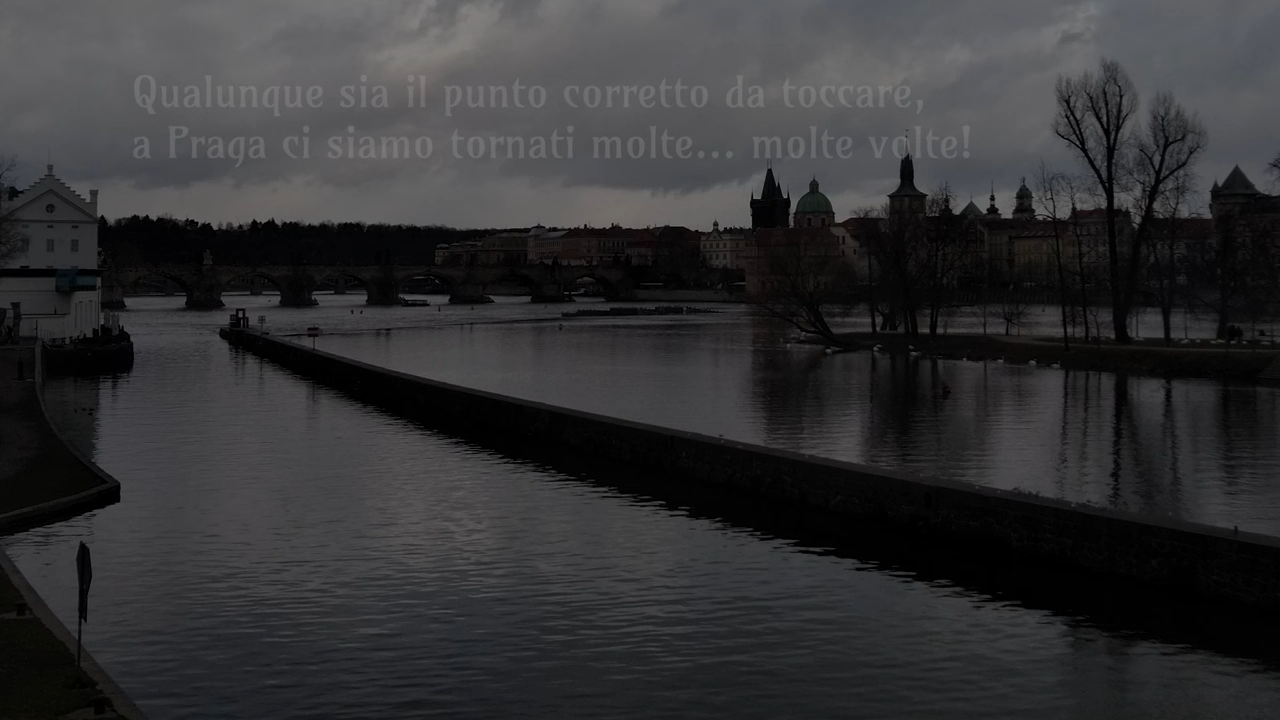 Qualunque sia il punto corretto da toccare,
a Praga ci siamo tornati molte... molte volte!